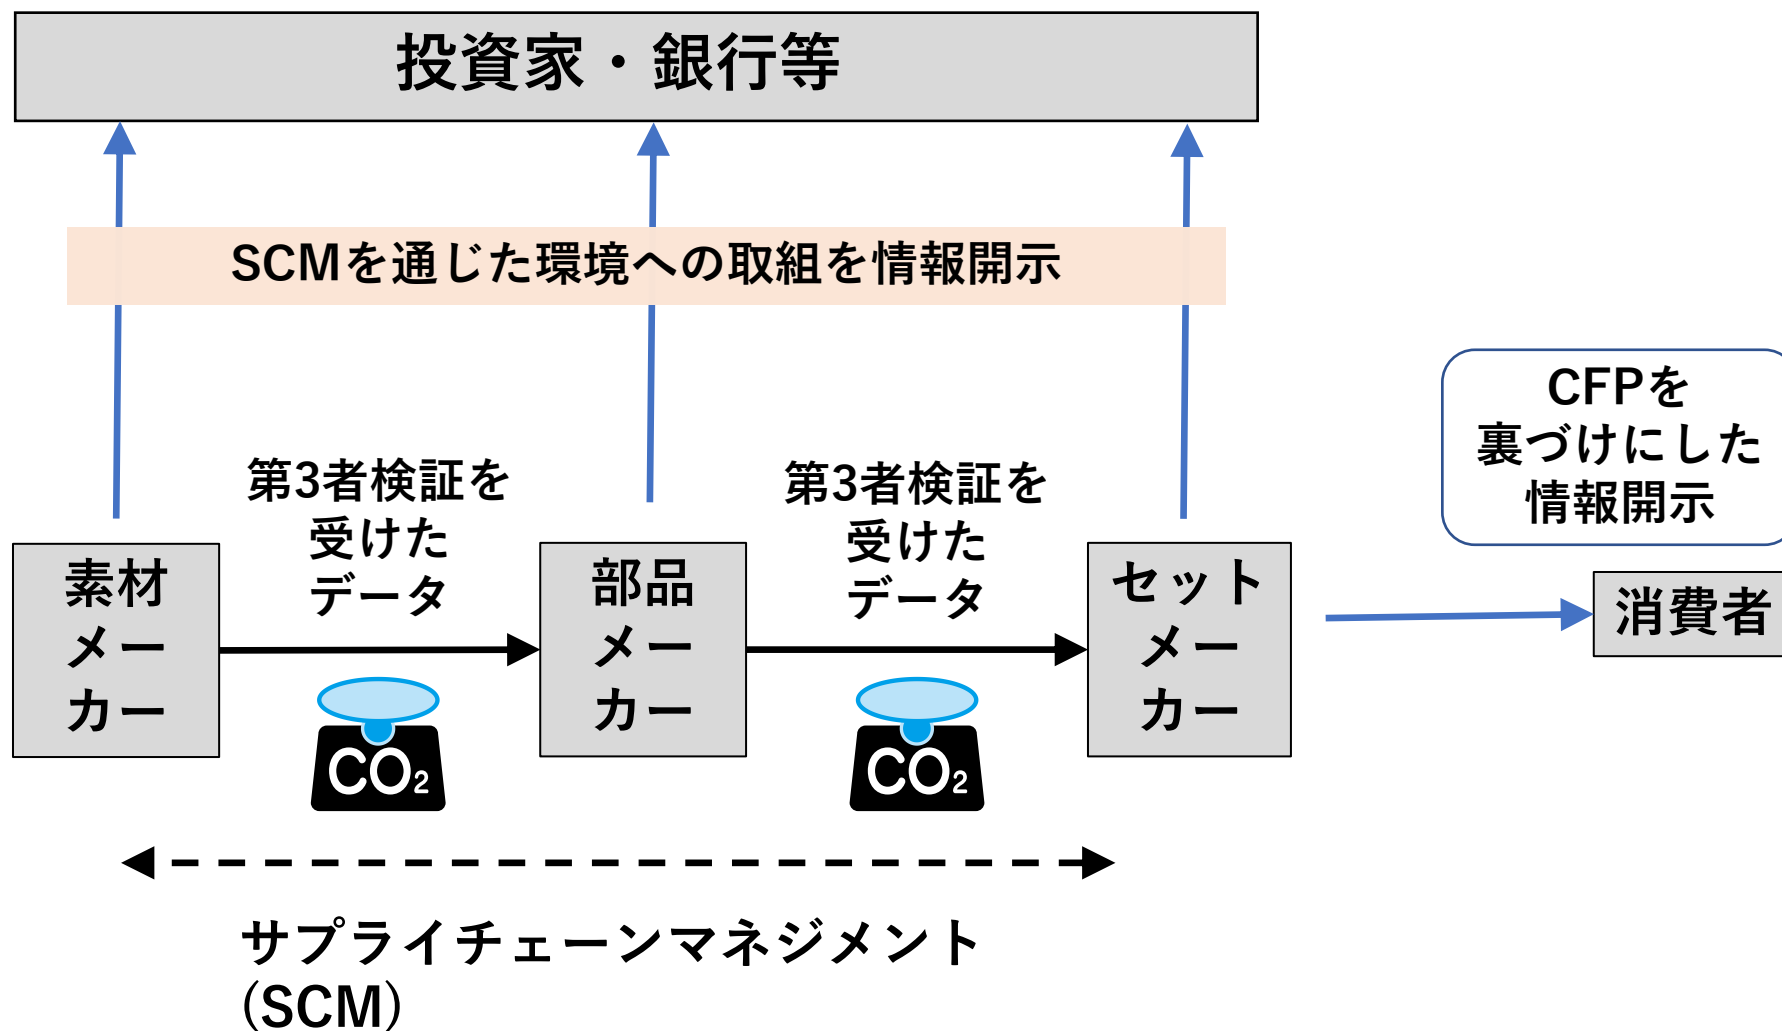 投資家・銀行等
SCMを通じた環境への取組を情報開示
CFPを
裏づけにした
情報開示
第3者検証を
受けた
データ
第3者検証を
受けた
データ
素材
メー
カー
部品
メー
カー
セット
メー
カー
消費者
CO₂
CO₂
サプライチェーンマネジメント
(SCM)